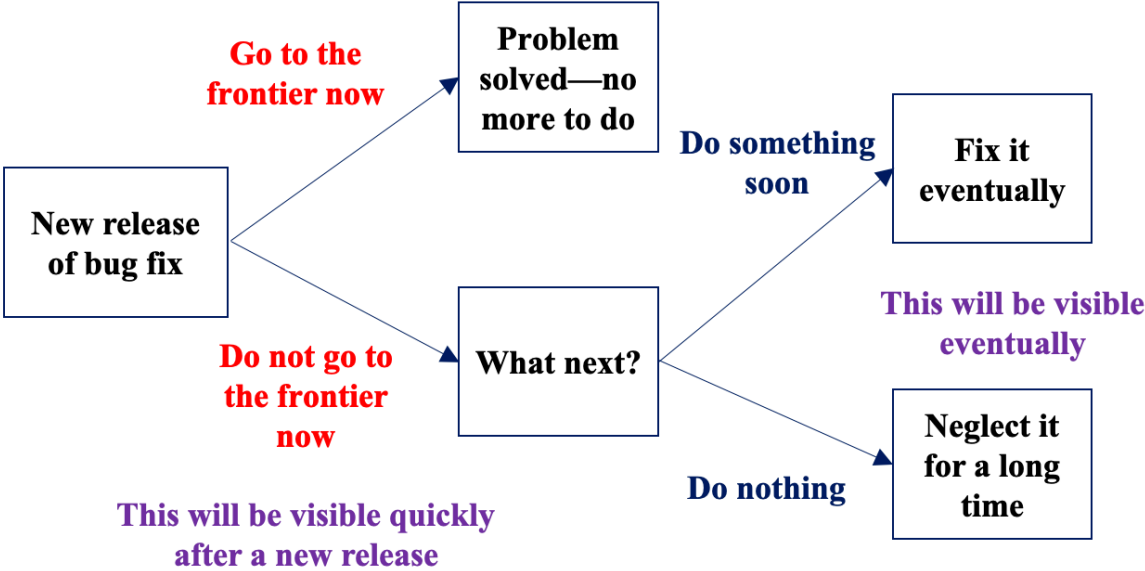 New release
of bug fix
Go to the
frontier now
Problem
solved—no
more to do
Do not go to
the frontier
now
What next?
Do something
soon
Fix it
eventually
Do nothing
Neglect it
for a long
time
This will be visible quickly
after a new release
This will be visible
eventually